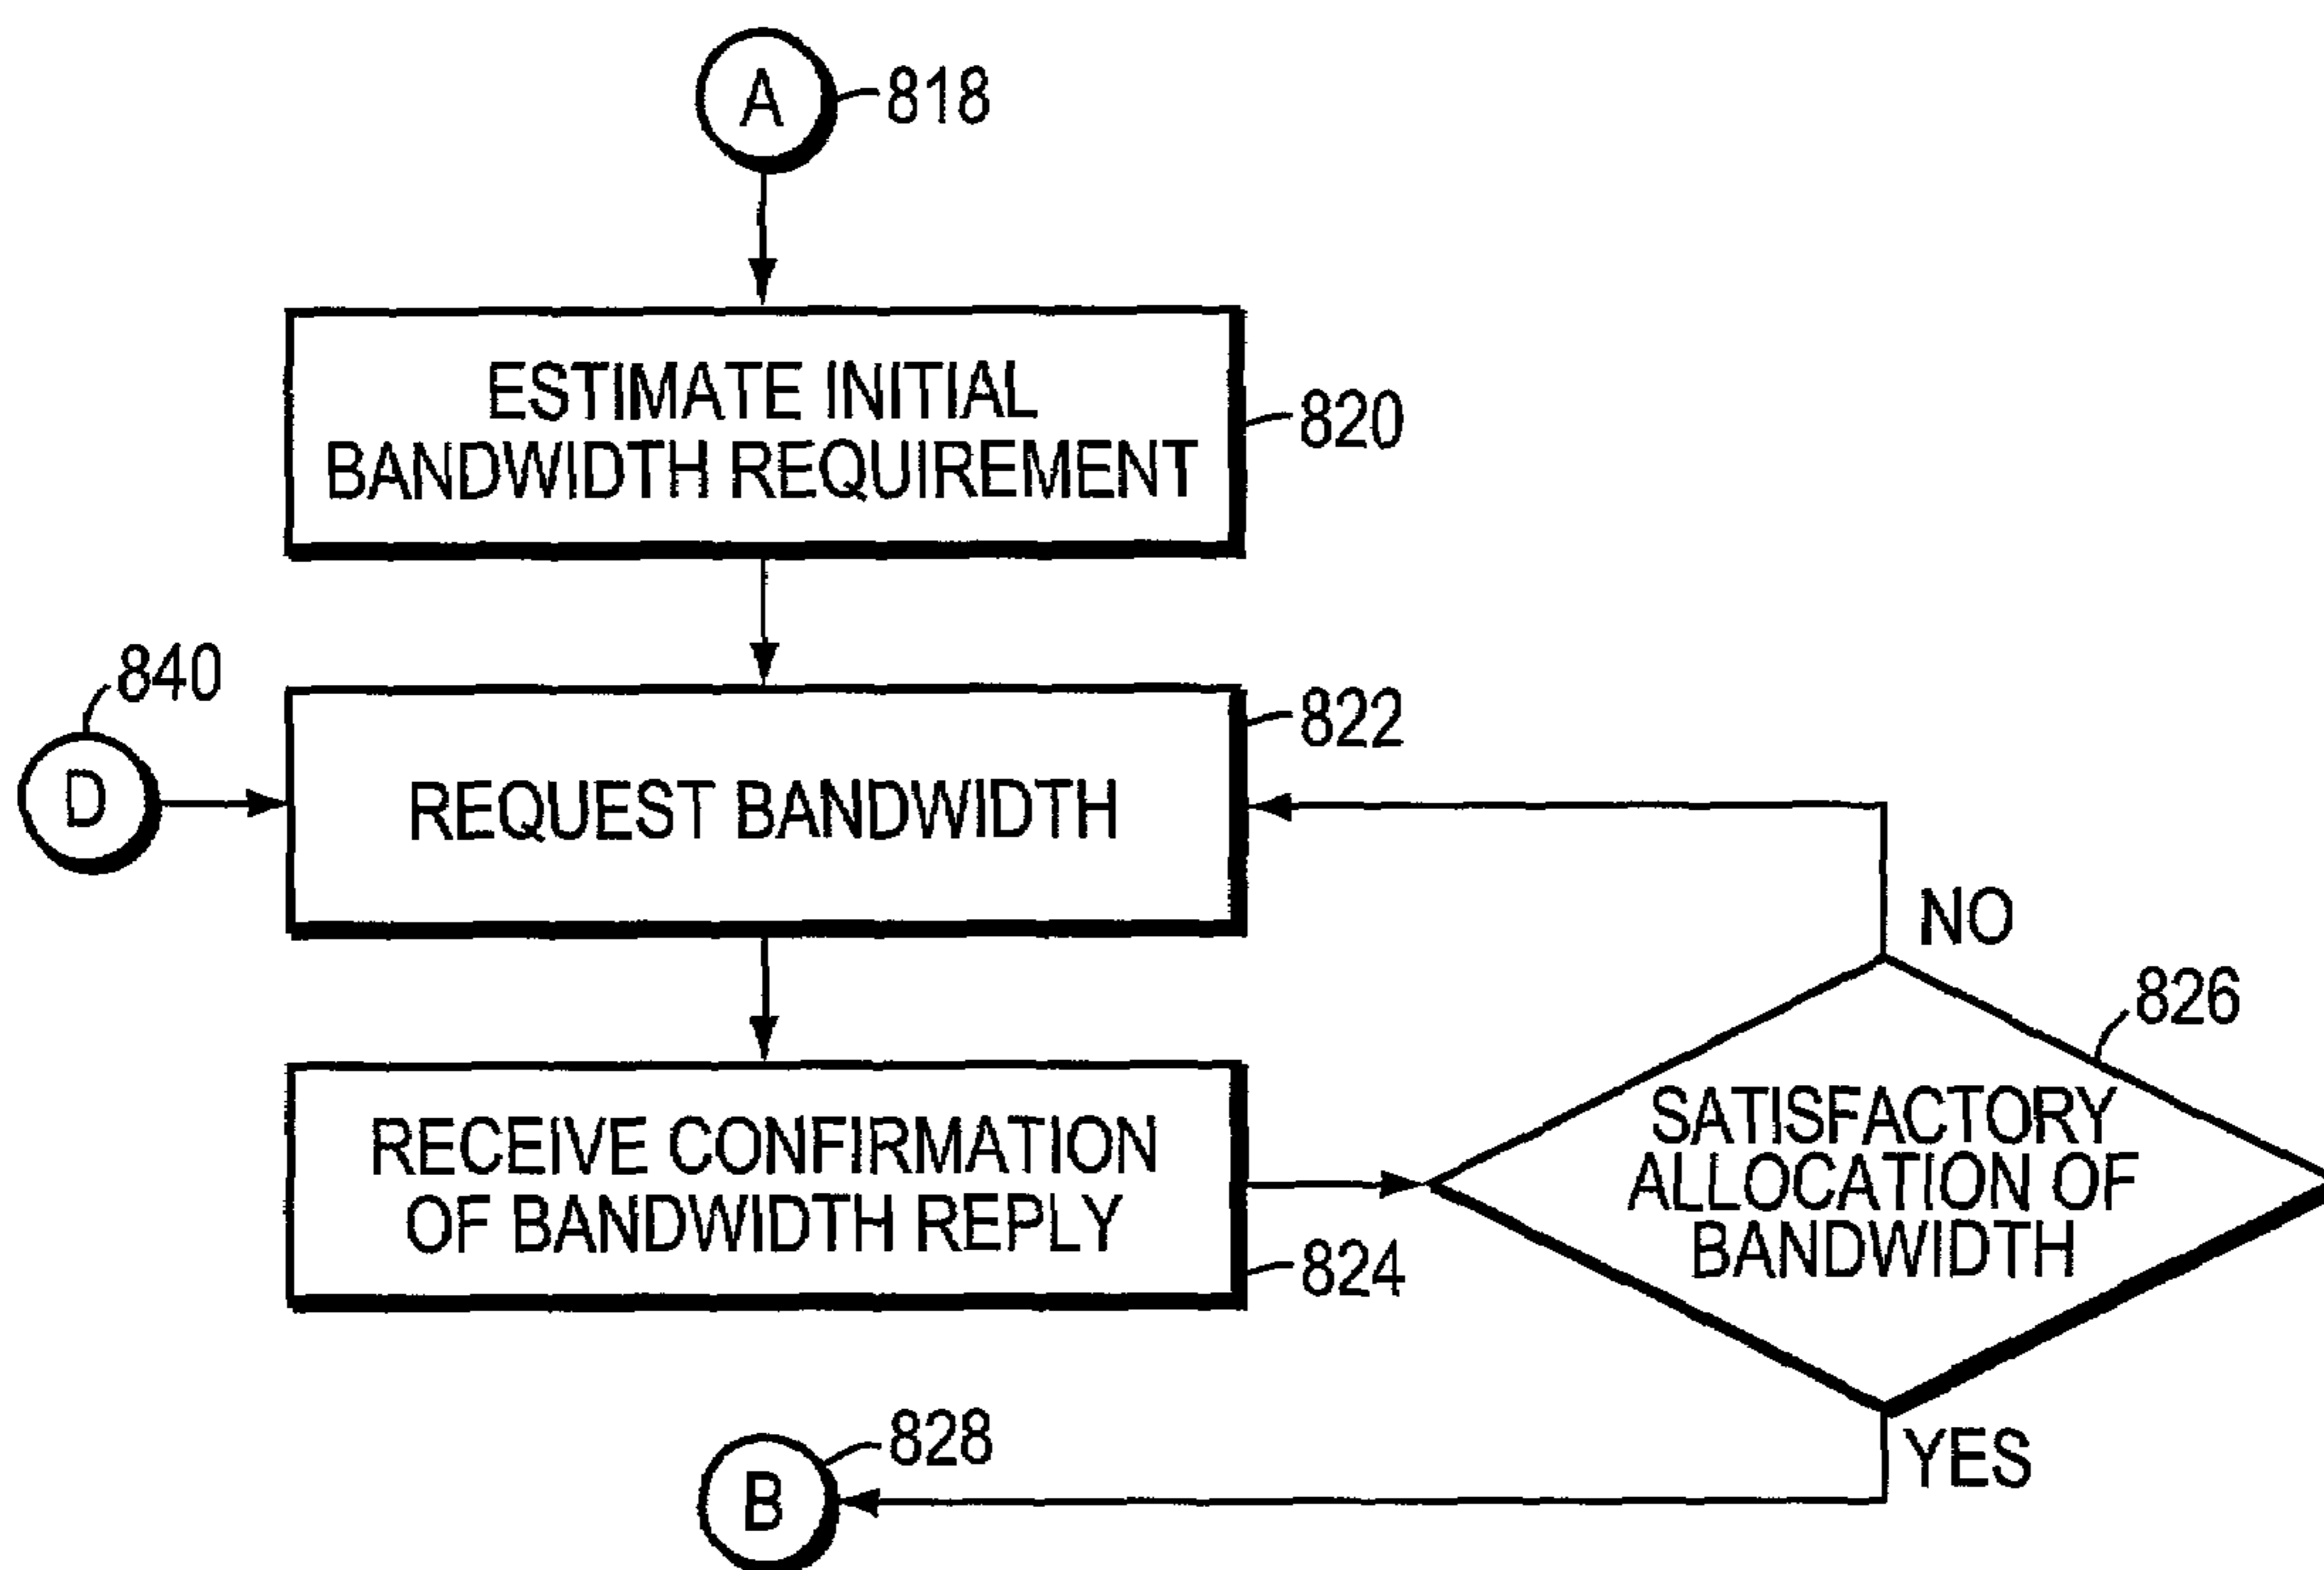 A
818
ESTIMATE INITIAL
BANDWIDTH REQUIREMENT
820
840
D
REQUEST BANDWIDTH
822
NO
RECEIVE CONFIRMATION
OF BANDWIDTH REPLY
824
826
SATISFACTORY
ALLOCATION OF
BANDWIDTH
YES
B
828